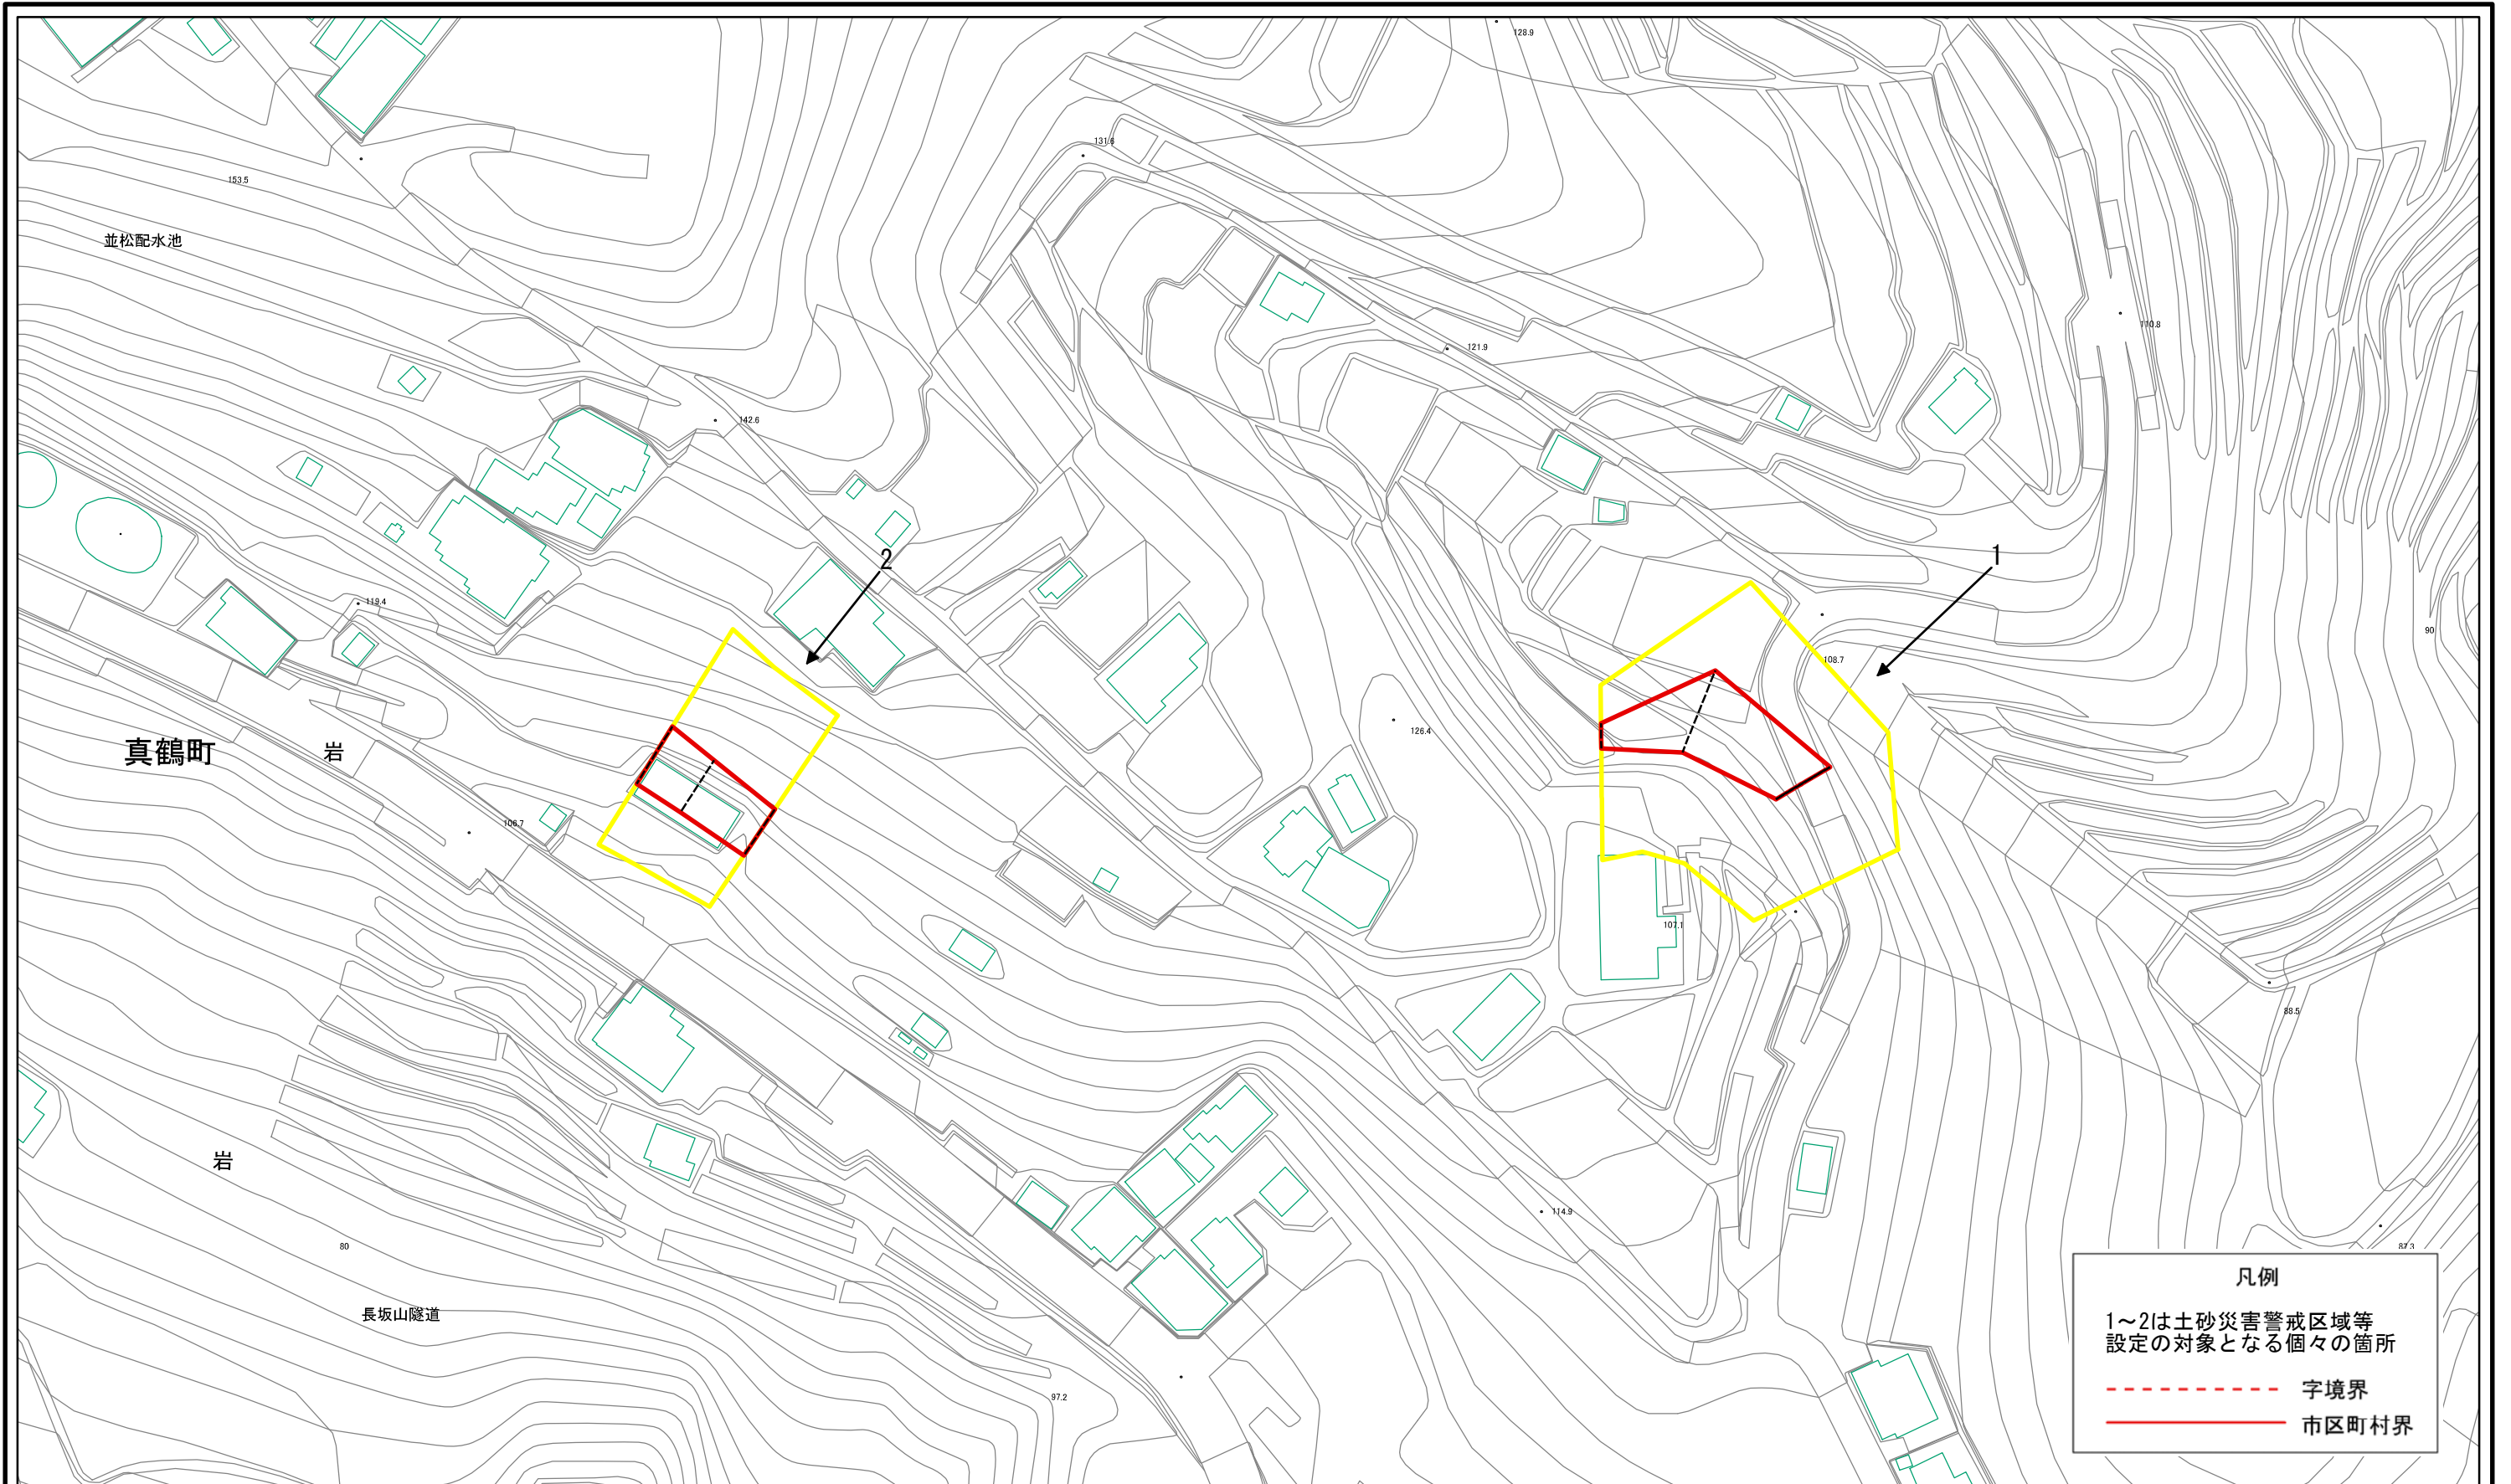 128.9
131.6
153.5
並松配水池
110.8
121.9
142.6
2
1
119.4
90
108.7
126.4
真鶴町
岩
106.7
107.1
88.5
岩
114.9
80
87.3
長坂山隧道
97.2
凡例
1～2は土砂災害警戒区域等
設定の対象となる個々の箇所
字境界
市区町村界